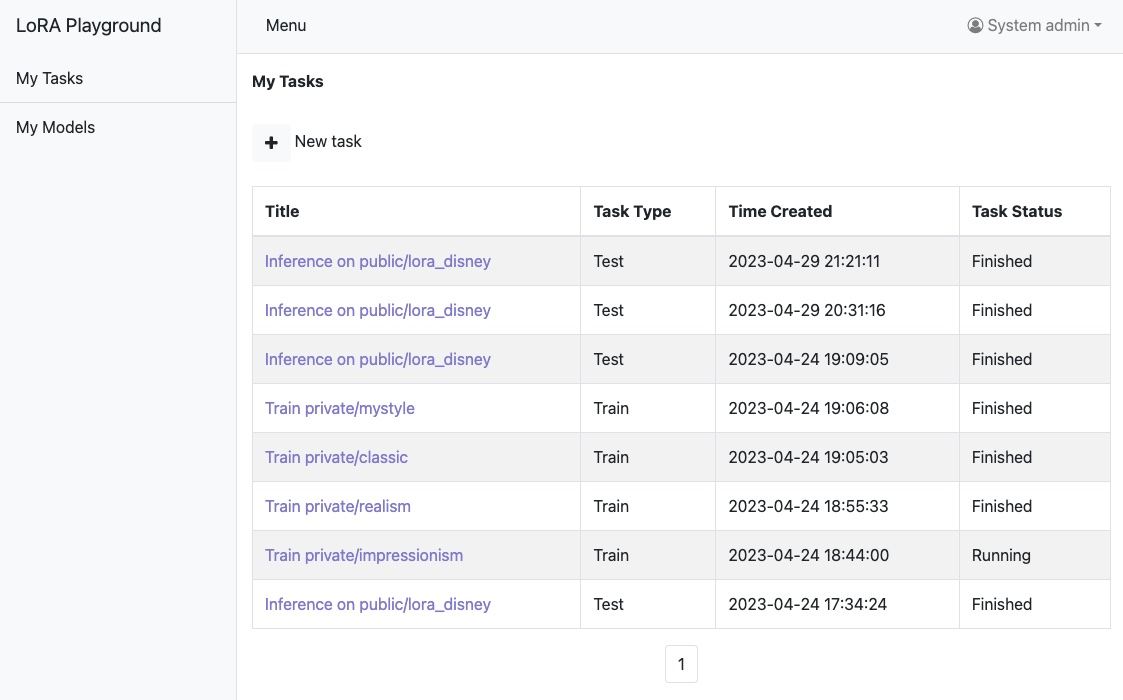 LoRA Playground
Menu
System admin
My Tasks
My Models
My Tasks
New task
Title Task Type Time Created Task Status
Inference on public/lora_disney Test 2023-04-29 21:21:11 Finished
Inference on public/lora_disney Test 2023-04-29 20:31:16 Finished
Inference on public/lora_disney Test 2023-04-24 19:09:05 Finished
Train private/mystyle Train 2023-04-24 19:06:08 Finished
Train private/classic Train 2023-04-24 19:05:03 Finished
Train private/realism Train 2023-04-24 18:55:33 Finished
Train private/impressionism Train 2023-04-24 18:44:00 Running
Inference on public/lora_disney Test 2023-04-24 17:34:24 Finished
1